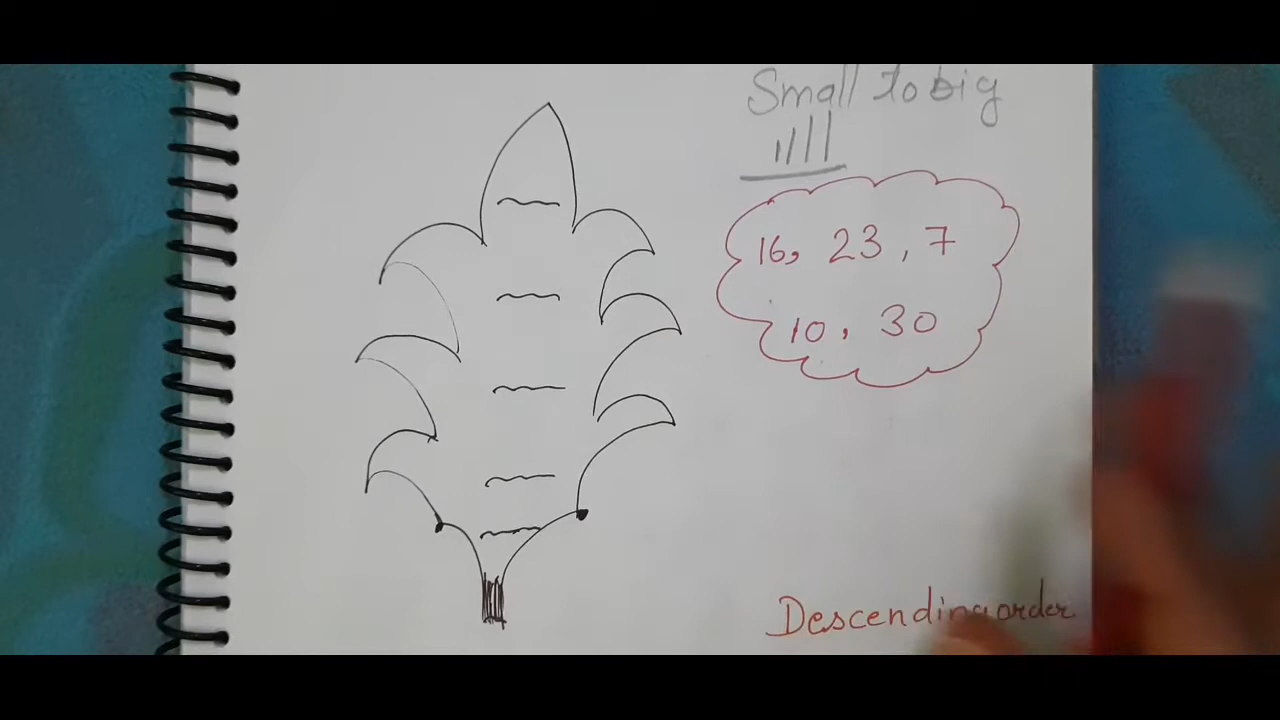 Small to big
16, 23, 7
10, 30
Descending order